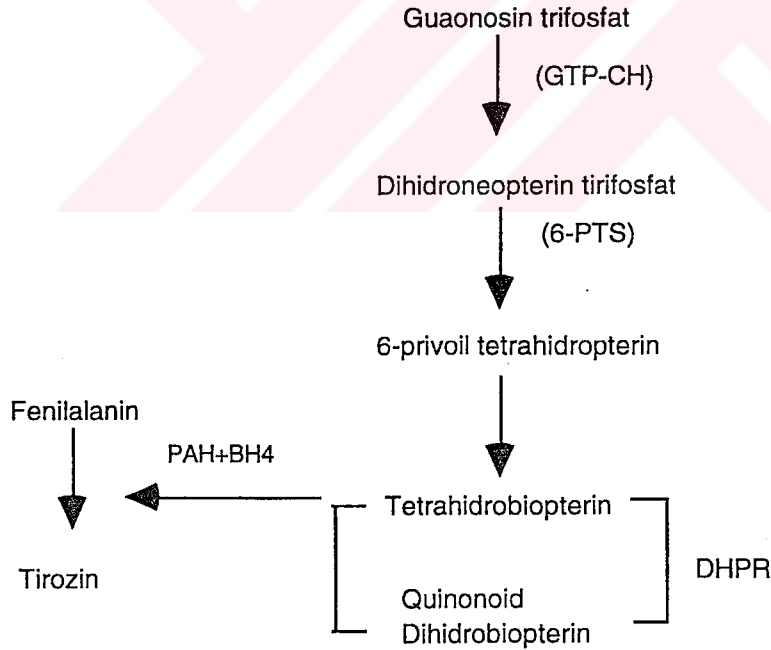 Guaonosin trifosfat
(GTP-CH)
Dihidroneopterin tirifosfat
(6-PTS)
6-privoil tetrahidropterin
Fenilalanin
PAH+BH4
Tetrahidrobiopterin
DHPR
Tirozin
Quinonoid
Dihidrobiopterin